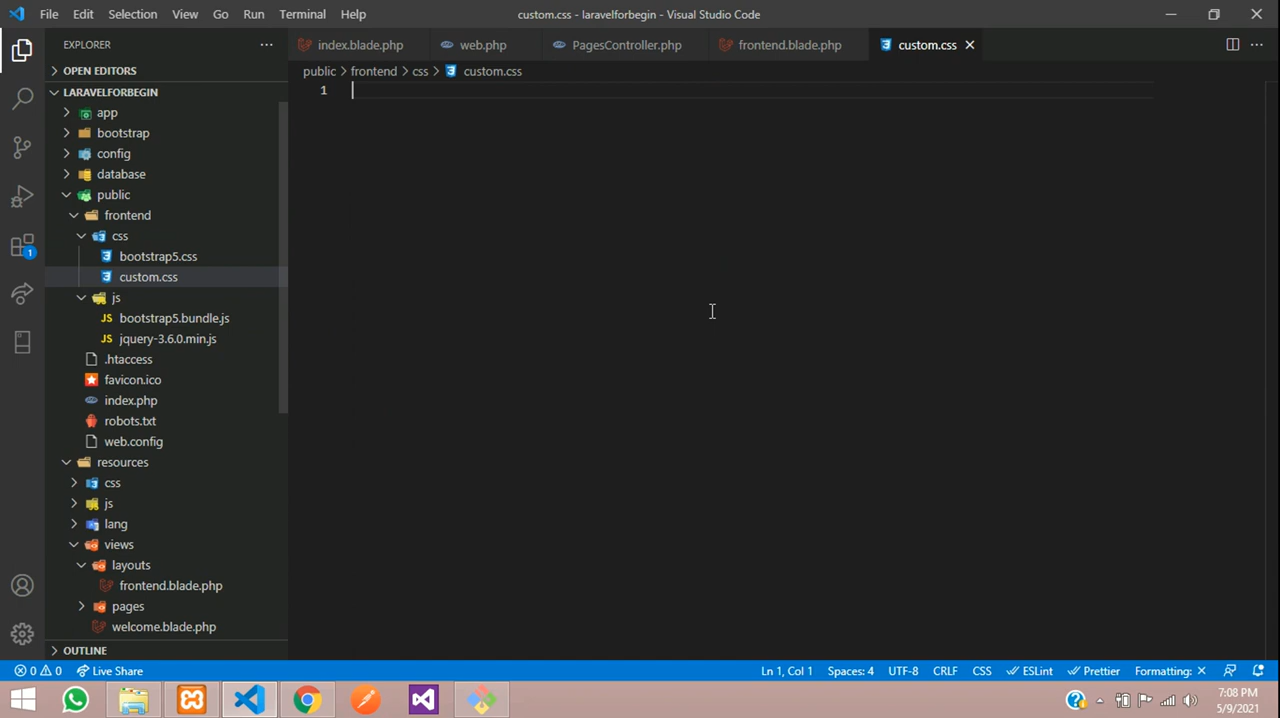 File Edit Selection View Go Run Terminal Help
custom.css - laravelforbegin - Visual Studio Code
EXPLORER
index.blade.php
web.php
PagesController.php
frontend.blade.php
custom.css
OPEN EDITORS
public > frontend > css > custom.css
LARAVELFORBEGIN
1
app
bootstrap
config
database
public
frontend
css
bootstrap5.css
custom.css
js
JS bootstrap5.bundle.js
JS jquery-3.6.0.min.js
.htaccess
favicon.ico
index.php
robots.txt
web.config
resources
css
js
lang
views
layouts
frontend.blade.php
pages
welcome.blade.php
OUTLINE
1
0 0 Live Share
Ln 1, Col 1 Spaces: 4 UTF-8 CRLF CSS ESLint Prettier Formatting: ×
7:08 PM
5/9/2021